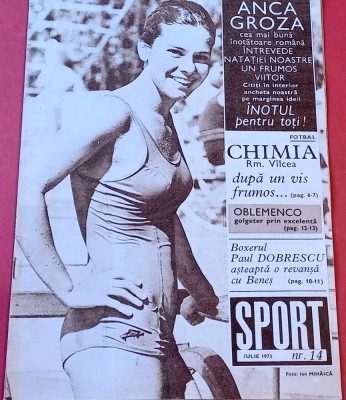 ANCA
GROZA
cea mai bună
înotătoare română
ÎNTREVEDE
NATAȚIEI NOASTRE
UN FRUMOS
VIITOR
Citiți în interior
ancheta noastră
pe marginea ideii
ÎNOTUL
pentru toți!
FOTBAL
CHIMIA
Rm. Vîlcea
după un vis
frumos... (pag. 6-7)
OBLEMENCO
golgeter prin excelență
(pag. 12-13)
Boxerul
Paul DOBRESCU
așteaptă o revanșă
cu Beneș (pag. 10-11)
SPORT
IULIE 1973 nr. 14
Foto: Ion MIHĂICĂ